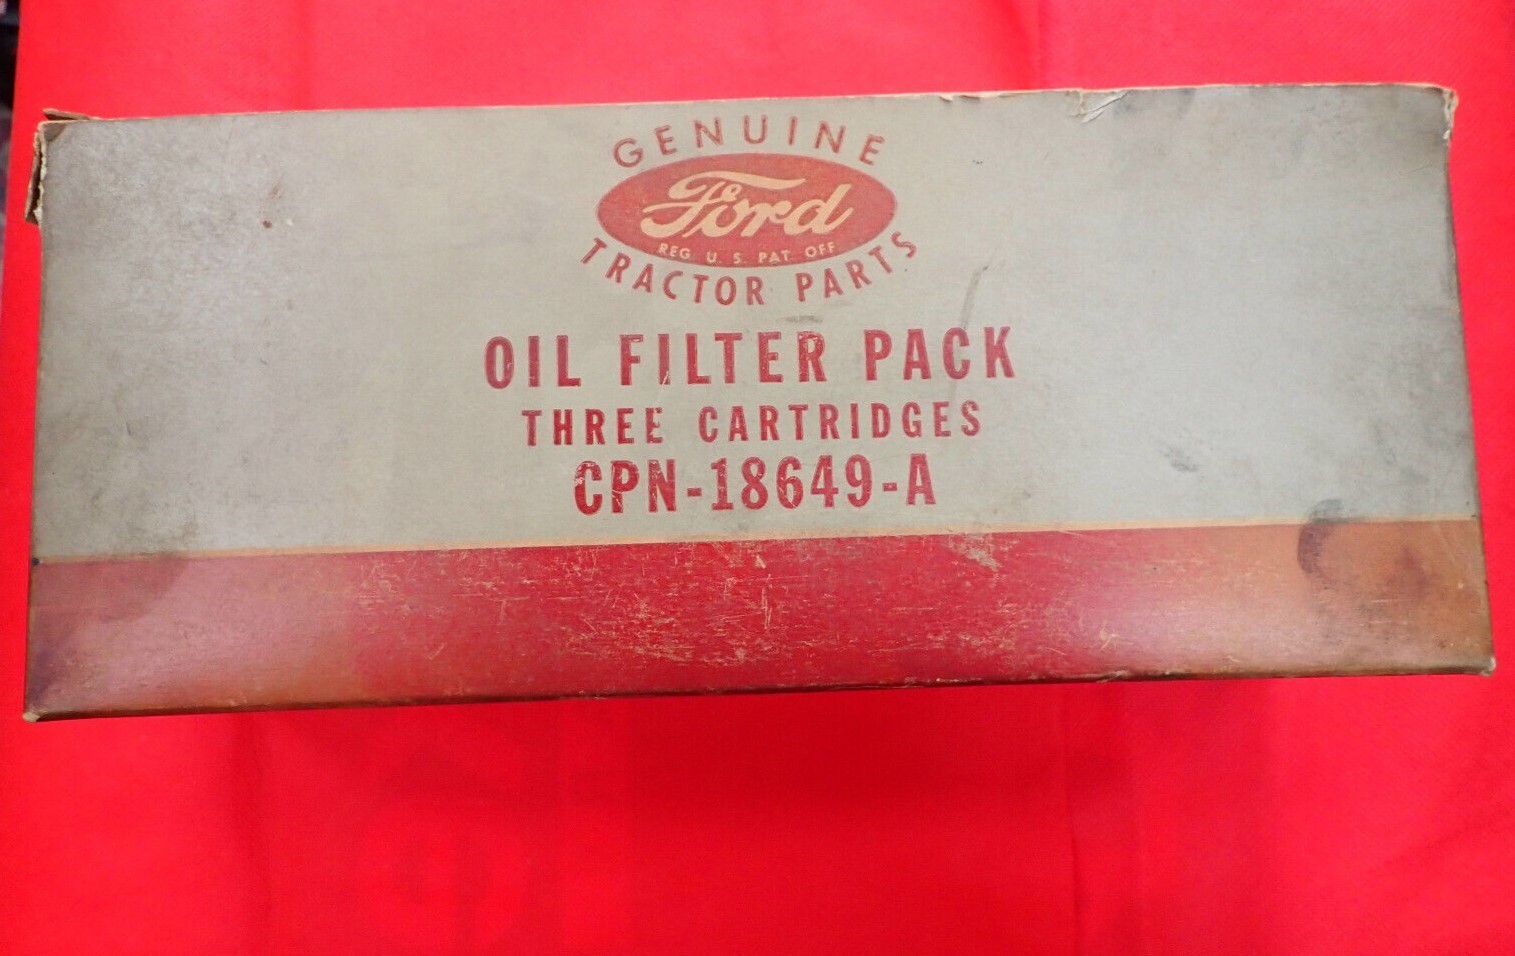 GENUINE
Ford
REG. U. S. PAT. OFF.
TRACTOR PARTS
OIL FILTER PACK
THREE CARTRIDGES
CPN-18649-A